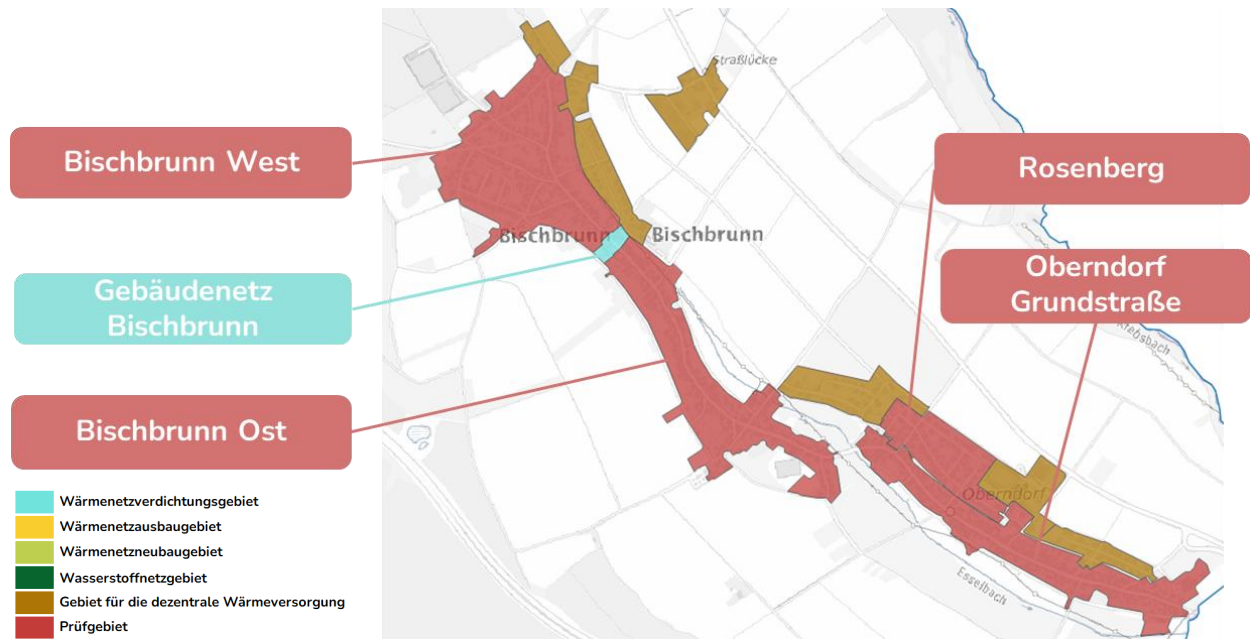 Straßlücke
Bischbrunn West
Rosenberg
Bischbrunn
Bischbrunn
Oberndorf
Grundstraße
Gebäudenetz
Bischbrunn
Krebsbach
Bischbrunn Ost
Oberndorf
Wärmenetzverdichtungsgebiet
Wärmenetzausbaugebiet
Wärmenetzneubaugebiet
Wasserstoffnetzgebiet
Gebiet für die dezentrale Wärmeversorgung
Prüfgebiet
Esselbach